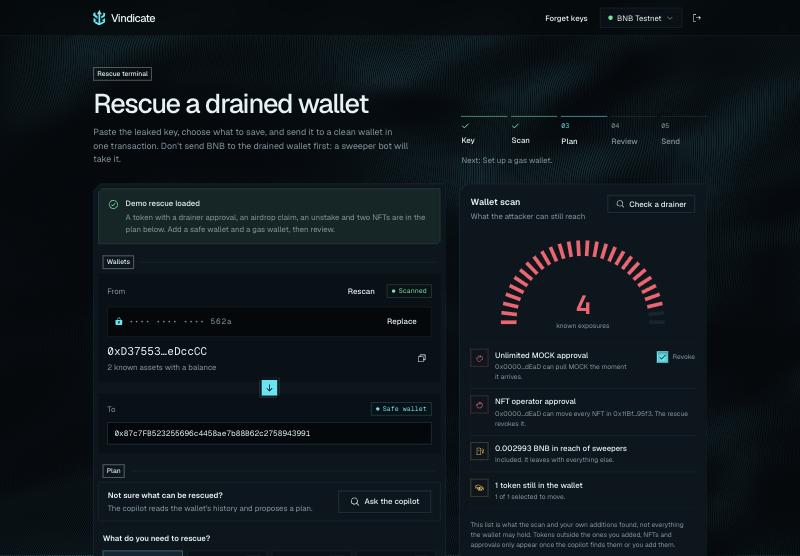 Vindicate
Forget keys
BNB Testnet
Rescue terminal
Rescue a drained wallet
Paste the leaked key, choose what to save, and send it to a clean wallet in
one transaction. Don't send BNB to the drained wallet first: a sweeper bot will
take it.
Key
Scan
03
Plan
04
Review
05
Send
Next: Set up a gas wallet.
Demo rescue loaded
A token with a drainer approval, an airdrop claim, an unstake and two NFTs are in the
plan below. Add a safe wallet and a gas wallet, then review.
Wallets
From
Rescan
Scanned
•••• •••• •••• 562a
Replace
0xD37553…eDccCC
2 known assets with a balance
To
Safe wallet
0x87c7FB523255696c4458ae7b88B62c2758943991
Plan
Not sure what can be rescued?
The copilot reads the wallet's history and proposes a plan.
Ask the copilot
What do you need to rescue?
Wallet scan
What the attacker can still reach
Check a drainer
4
known exposures
Unlimited MOCK approval
0x0000…dEaD can pull MOCK the moment
it arrives.
Revoke
NFT operator approval
0x0000…dEaD can move every NFT in 0x11Bf…95f3. The rescue
revokes it.
0.002993 BNB in reach of sweepers
Included. It leaves with everything else.
1 token still in the wallet
1 of 1 selected to move.
This list is what the scan and your own additions found, not everything
the wallet may hold. Tokens outside the ones you added, NFTs and
approvals only appear once the copilot finds them or you add them.